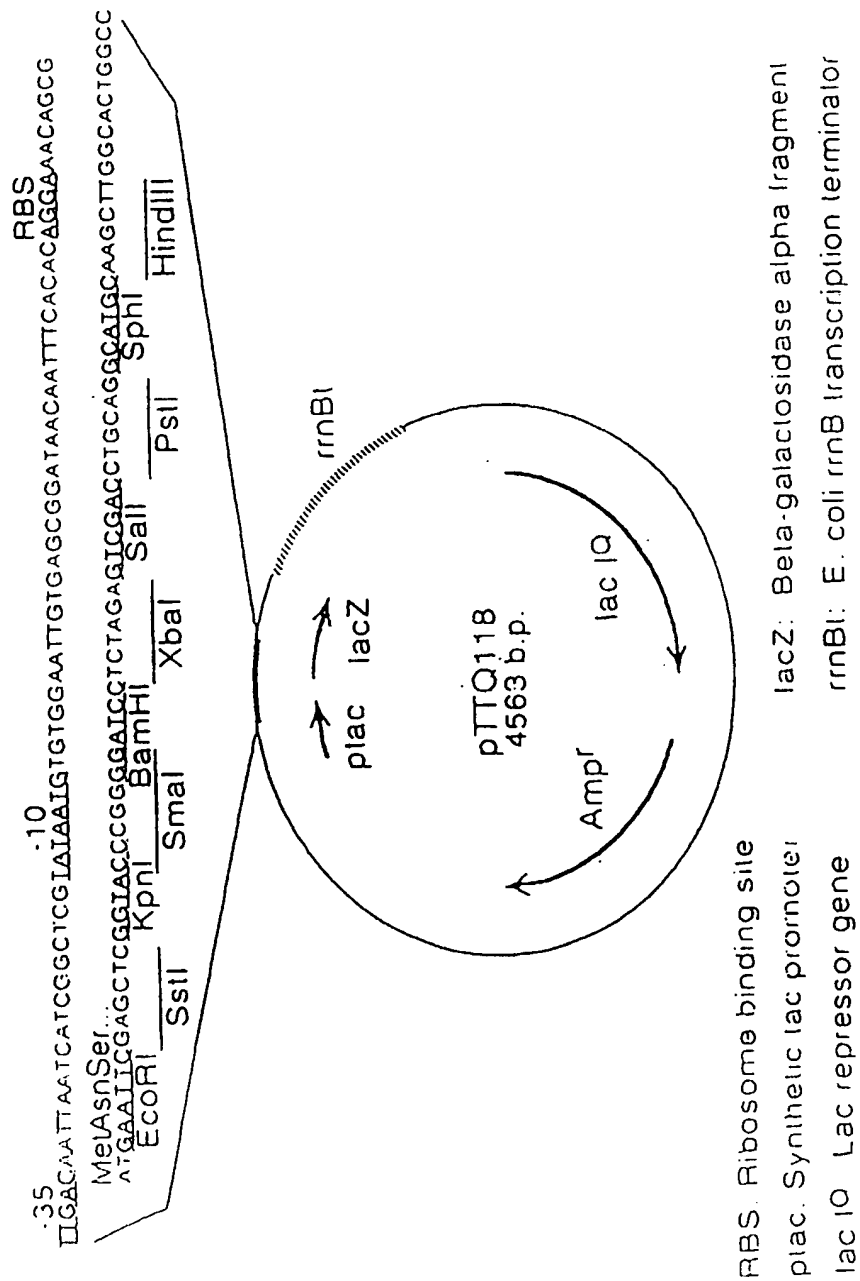 -35
-10
RBS
TTGACAATTAATCATCGGCTCGTATAATGTGTGGAATTGTGAGCGGATAACAATTTCACACAGGAAACAGCG
MetAsnSer...
ATGAATTCGAGCTCGGTACCCGGGGATCCTCTAGAGTCGACCTGCAGGCATGCAAGCTTGGCACTGGCC
EcoRI
SstI
KpnI
SmaI
BamHI
XbaI
SalI
PstI
SphI
HindIII
rrnBt
plac
lacZ
pTTQ118
4563 b.p.
lac IQ
Ampr
RBS. Ribosome binding site
plac. Synthetic lac promoter
lac IQ Lac repressor gene
lacZ: Beta-galactosidase alpha fragment
rrnBt: E. coli rrnB transcription terminator